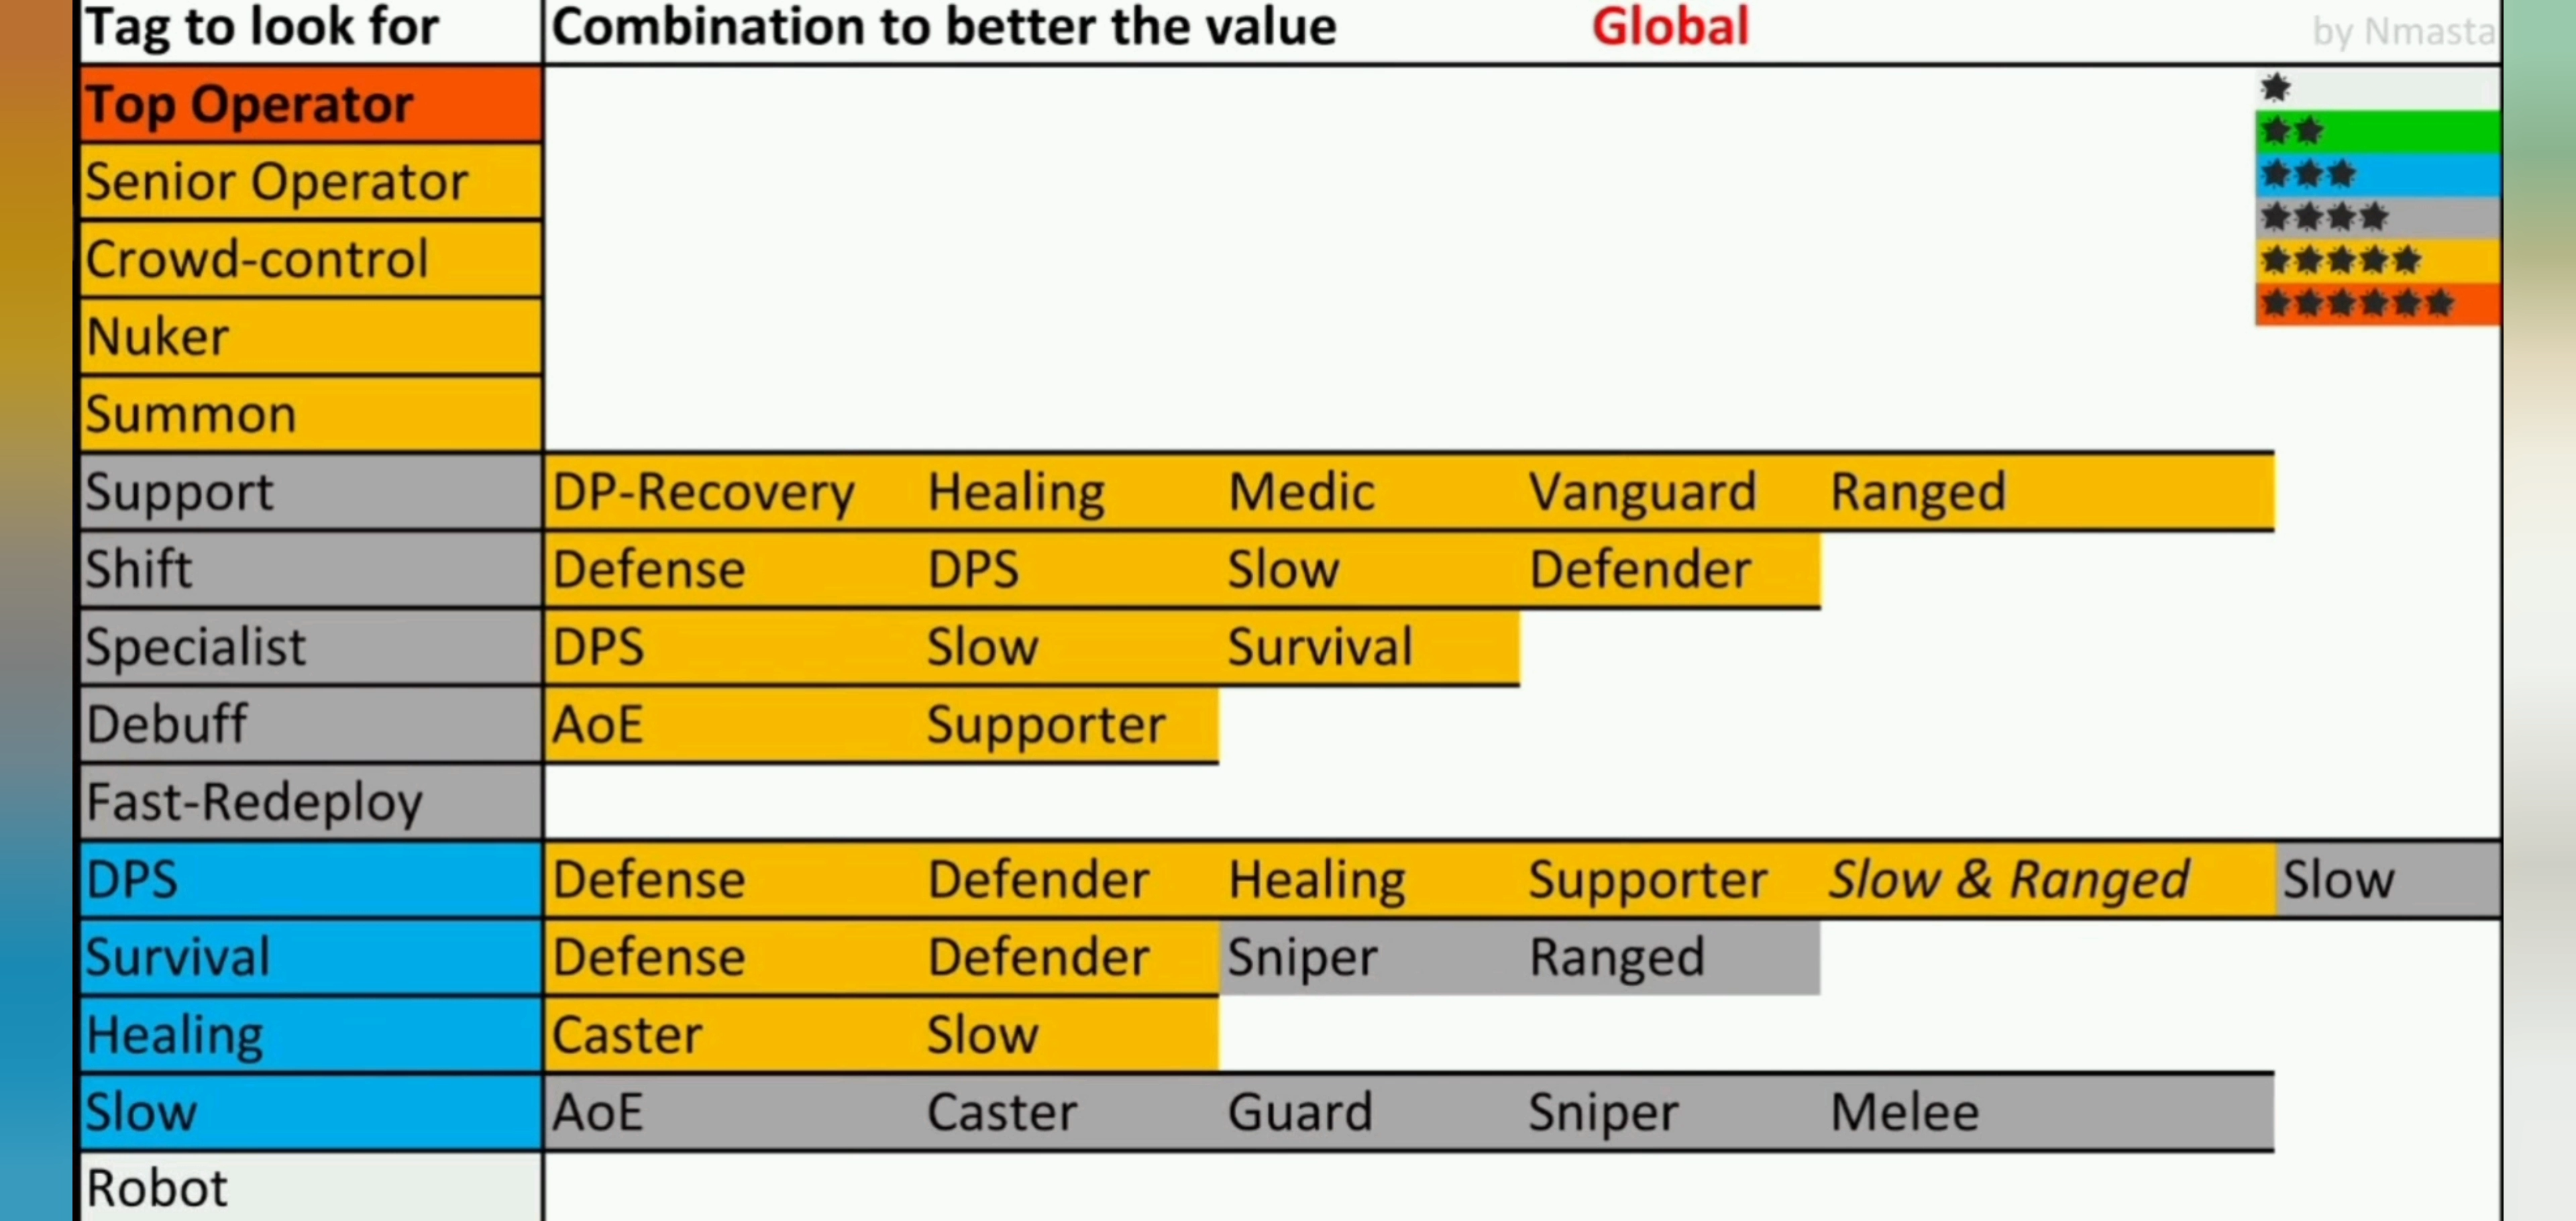 Tag to look for Combination to better the value Global by Nmasta
Top Operator
Senior Operator
Crowd-control
Nuker
Summon
Support DP-Recovery Healing Medic Vanguard Ranged
Shift Defense DPS Slow Defender
Specialist DPS Slow Survival
Debuff AoE Supporter
Fast-Redeploy
DPS Defense Defender Healing Supporter Slow & Ranged Slow
Survival Defense Defender Sniper Ranged
Healing Caster Slow
Slow AoE Caster Guard Sniper Melee
Robot